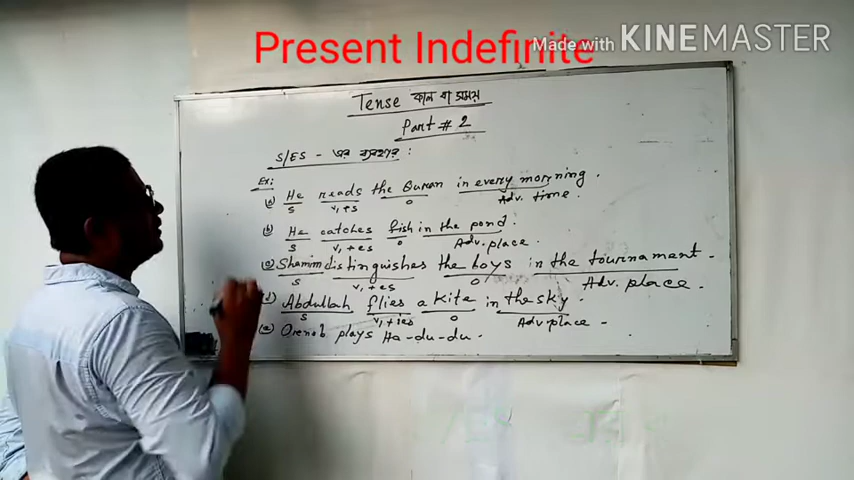 Present Indefinite
Made with KINEMASTER
Tense কাল বা সময়
Part # 2
S/ES - এর ব্যবহার :
Ex:
(a) He reads the Quran in every morning.
S V₁+S O Adv. time.
(b) He catches fish in the pond.
S V₁+es O Adv. place.
(c) Shamim distinguishes the boys in the tournament.
S V₁+es O Adv. place.
(d) Abdullah flies a kite in the sky.
S V₁+ies O Adv place
(e) Orenob plays Ha-du-du.